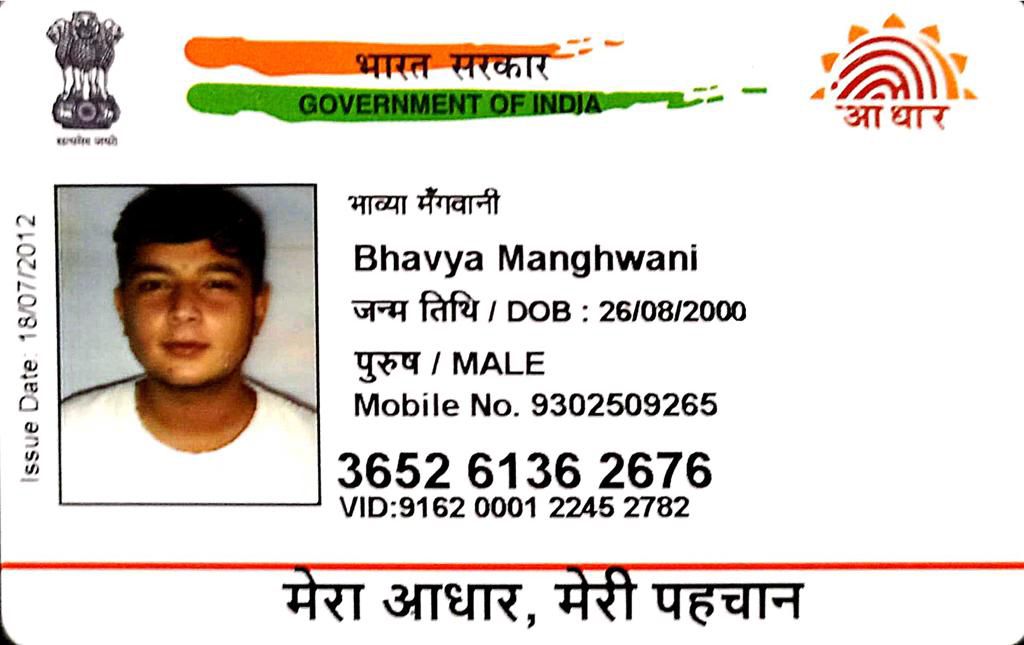 सत्यमेव जयते
भारत सरकार
GOVERNMENT OF INDIA
आधार
Issue Date: 18/07/2012
भाव्या मँगवानी
Bhavya Manghwani
जन्म तिथि / DOB : 26/08/2000
पुरुष / MALE
Mobile No. 9302509265
3652 6136 2676
VID:9162 0001 2245 2782
मेरा आधार, मेरी पहचान